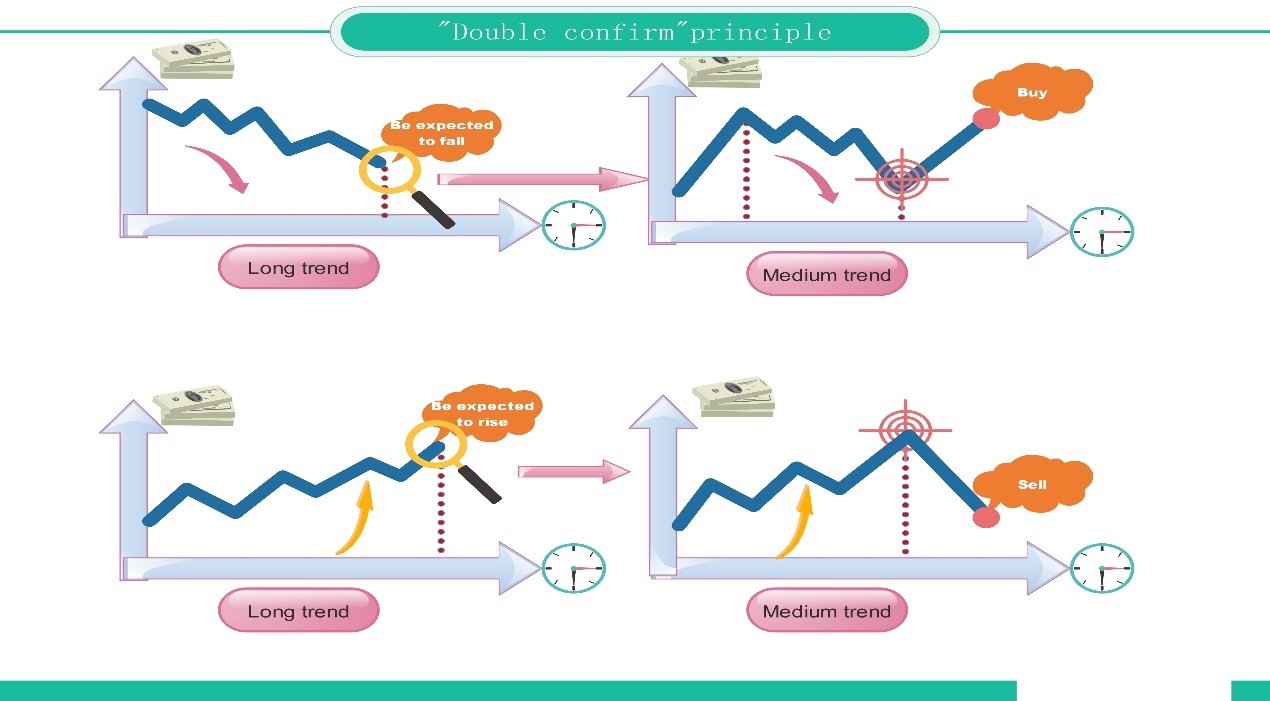 "Double confirm"principle
Be expected
to fall
Buy
Long trend
Medium trend
Be expected
to rise
Sell
Long trend
Medium trend